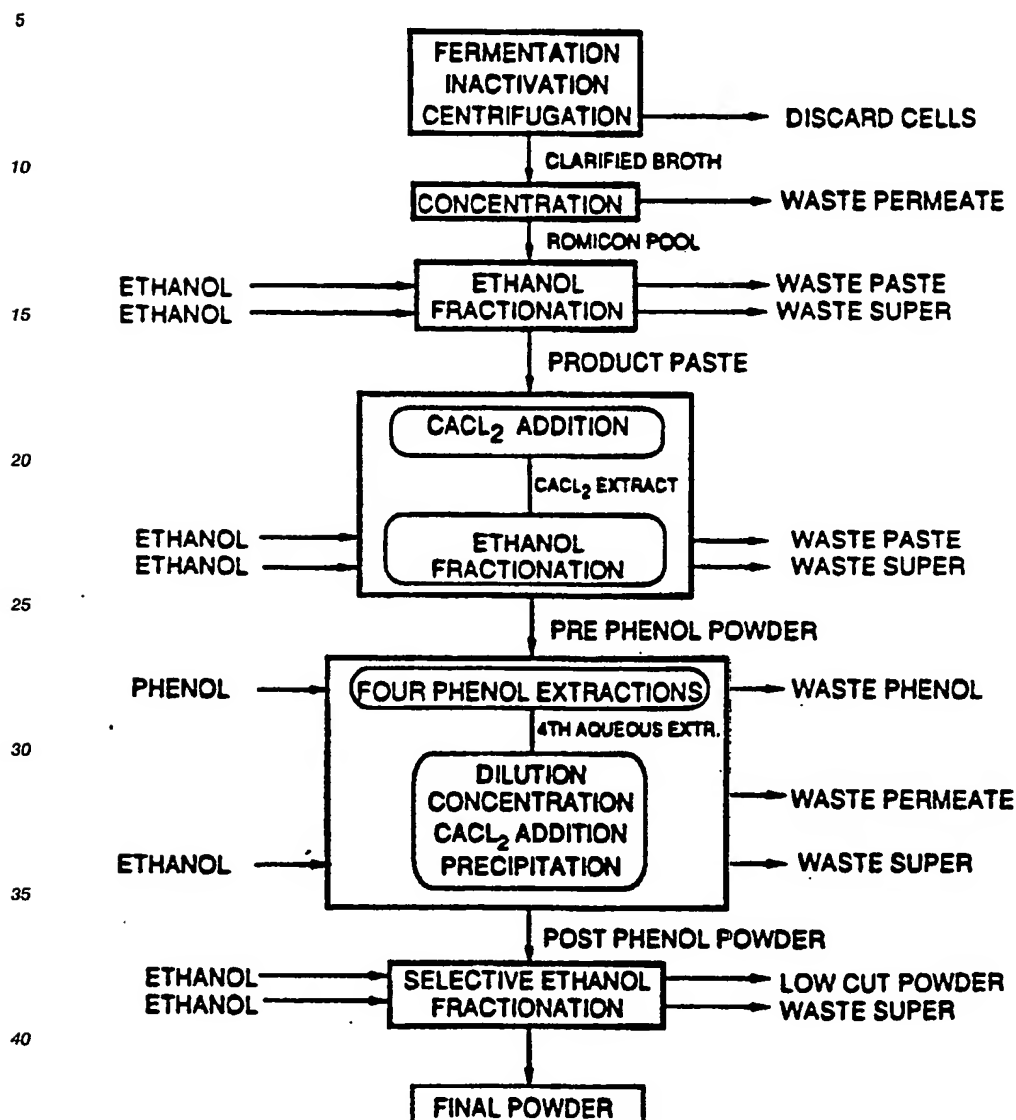 5
FERMENTATION
INACTIVATION
CENTRIFUGATION
DISCARD CELLS
CLARIFIED BROTH
10
CONCENTRATION
WASTE PERMEATE
ROMICON POOL
ETHANOL
ETHANOL
FRACTIONATION
WASTE PASTE
15
ETHANOL
WASTE SUPER
PRODUCT PASTE
CACL2 ADDITION
20
CACL2 EXTRACT
ETHANOL
ETHANOL
ETHANOL
FRACTIONATION
WASTE PASTE
WASTE SUPER
25
PRE PHENOL POWDER
PHENOL
FOUR PHENOL EXTRACTIONS
WASTE PHENOL
4TH AQUEOUS EXTR.
30
DILUTION
CONCENTRATION
CACL2 ADDITION
PRECIPITATION
WASTE PERMEATE
ETHANOL
WASTE SUPER
35
POST PHENOL POWDER
ETHANOL
ETHANOL
SELECTIVE ETHANOL
FRACTIONATION
LOW CUT POWDER
WASTE SUPER
40
FINAL POWDER